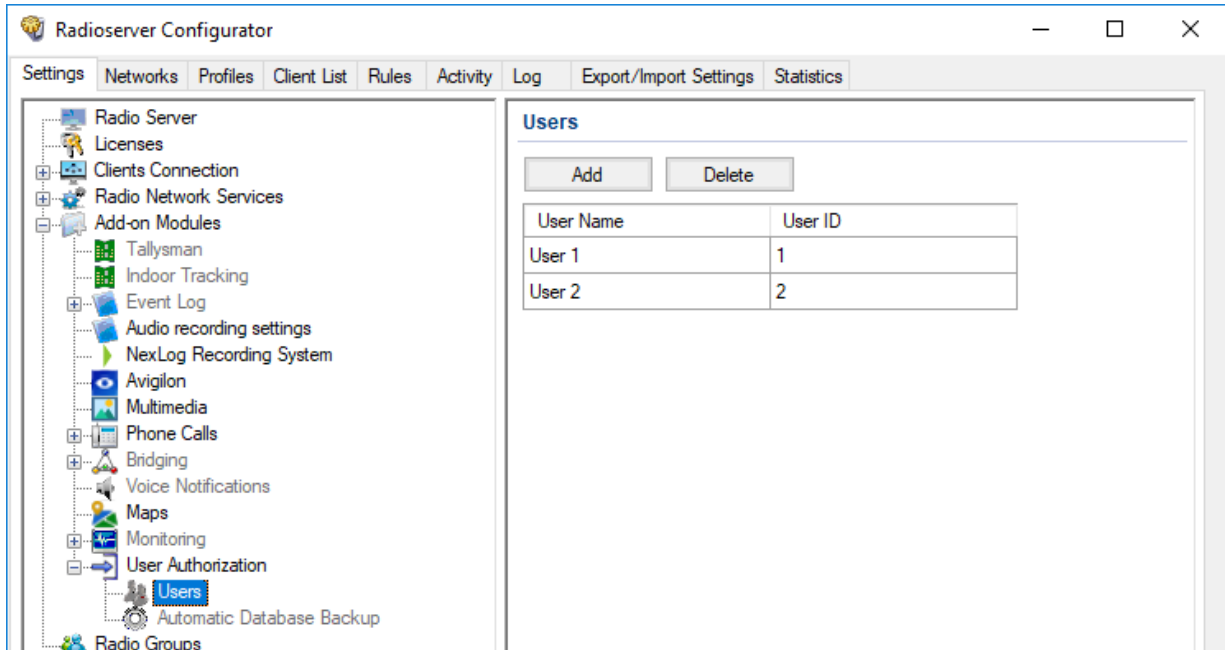 Radioserver Configurator
Settings Networks Profiles Client List Rules Activity Log Export/Import Settings Statistics
Radio Server
Licenses
Clients Connection
Radio Network Services
Add-on Modules
Tallysman
Indoor Tracking
Event Log
Audio recording settings
NexLog Recording System
Avigilon
Multimedia
Phone Calls
Bridging
Voice Notifications
Maps
Monitoring
User Authorization
Users
Automatic Database Backup
Radio Groups
Users
Add Delete
User Name User ID
User 1 1
User 2 2